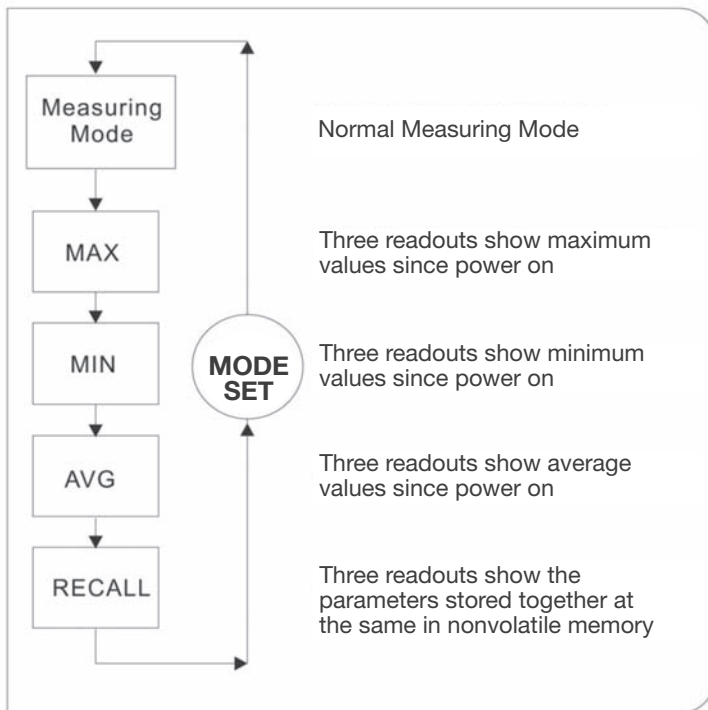 Measuring
Mode
Normal Measuring Mode
MAX
Three readouts show maximum
values since power on
MIN
MODE
SET
Three readouts show minimum
values since power on
AVG
Three readouts show average
values since power on
RECALL
Three readouts show the
parameters stored together at
the same in nonvolatile memory